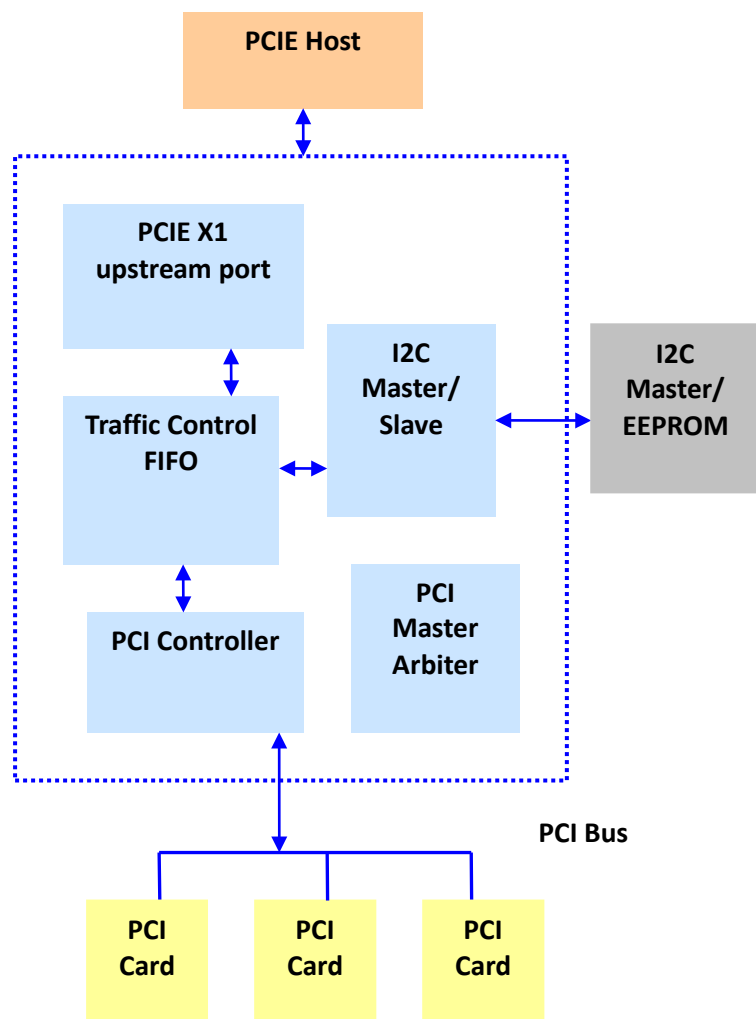 PCIE Host
PCIE X1
upstream port
I2C
Master/
Slave
I2C
Master/
EEPROM
Traffic Control
FIFO
PCI Controller
PCI
Master
Arbiter
PCI Bus
PCI
Card
PCI
Card
PCI
Card